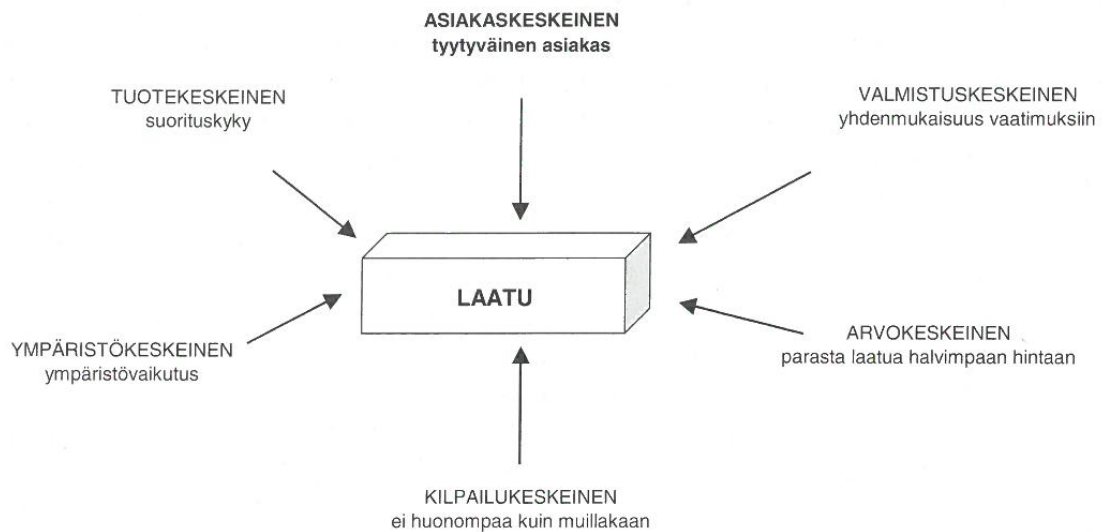 ASIAKASKESKEINEN
tyytyväinen asiakas
TUOTEKESKEINEN
suorituskyky
VALMISTUSKESKEINEN
yhdenmukaisuus vaatimuksiin
LAATU
YMPÄRISTÖKESKEINEN
ympäristövaikutus
ARVOKESKEINEN
parasta laatua halvimpaan hintaan
KILPAILUKESKEINEN
ei huonompaa kuin muillakaan